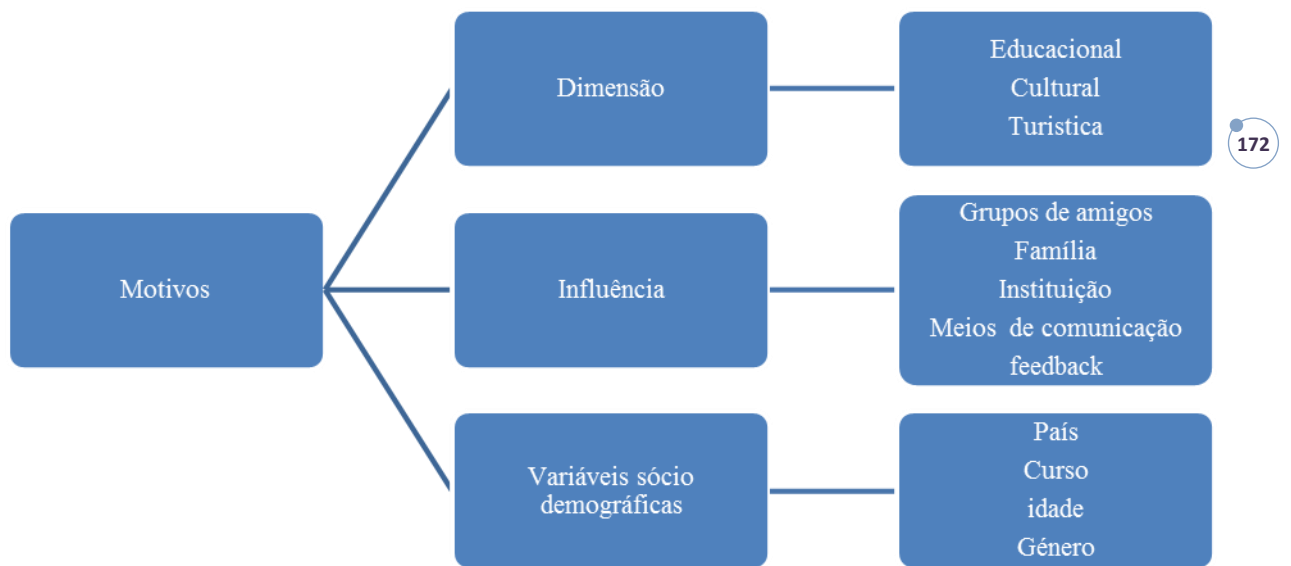 Motivos
Dimensão
Educacional
Cultural
Turistica
172
Influência
Grupos de amigos
Família
Instituição
Meios de comunicação
feedback
Variáveis sócio
demográficas
País
Curso
idade
Género